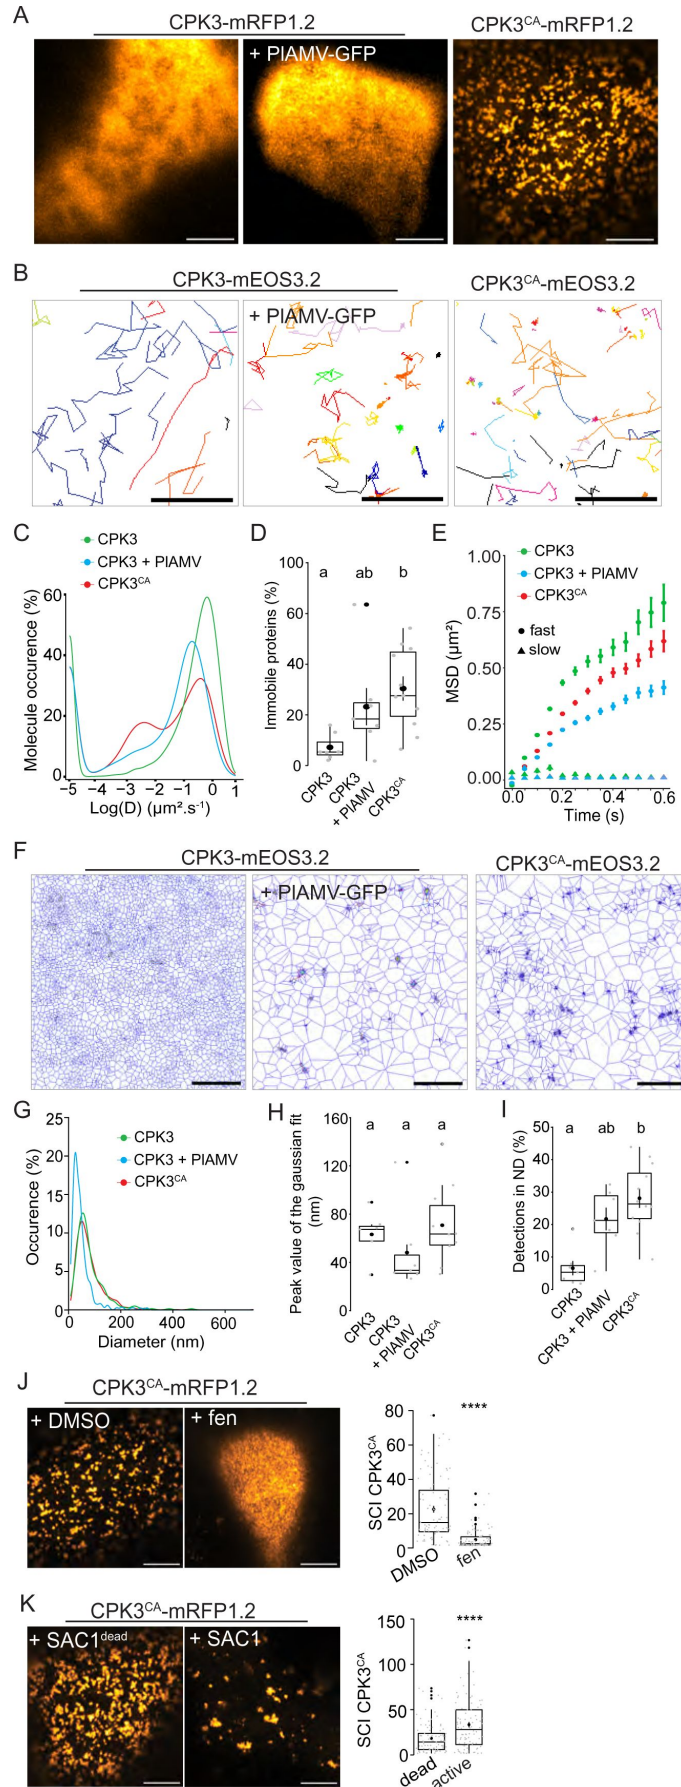 A
CPK3-mRFP1.2
CPK3CA-mRFP1.2
+ PlAMV-GFP
B
CPK3-mEOS3.2
CPK3CA-mEOS3.2
+ PlAMV-GFP
C
CPK3
CPK3 + PlAMV
CPK3CA
Molecule occurence (%)
60
40
20
0
−5 −4 −3 −2 −1 0 1
Log(D) (µm².s⁻¹)
D
Immobile proteins (%)
100
80
60
40
20
0
a ab b
CPK3
CPK3
+ PlAMV
CPK3CA
E
MSD (µm²)
1.00
0.75
0.50
0.25
0.00
CPK3
CPK3 + PlAMV
CPK3CA
fast
slow
0.0 0.2 0.4 0.6
Time (s)
F
CPK3-mEOS3.2
CPK3CA-mEOS3.2
+ PlAMV-GFP
G
Occurence (%)
25
20
15
10
5
0
CPK3
CPK3 + PlAMV
CPK3CA
0 200 400 600
Diameter (nm)
H
Peak value of the gaussian fit
(nm)
160
120
80
40
0
a a a
CPK3
CPK3
+ PlAMV
CPK3CA
I
Detections in ND (%)
50
40
30
20
10
0
a ab b
CPK3
CPK3 + PlAMV
CPK3CA
J
CPK3CA-mRFP1.2
+ DMSO
+ fen
SCI CPK3CA
80
60
40
20
0
****
DMSO
fen
K
CPK3CA-mRFP1.2
+ SAC1dead
+ SAC1
SCI CPK3CA
150
100
50
0
****
dead
active